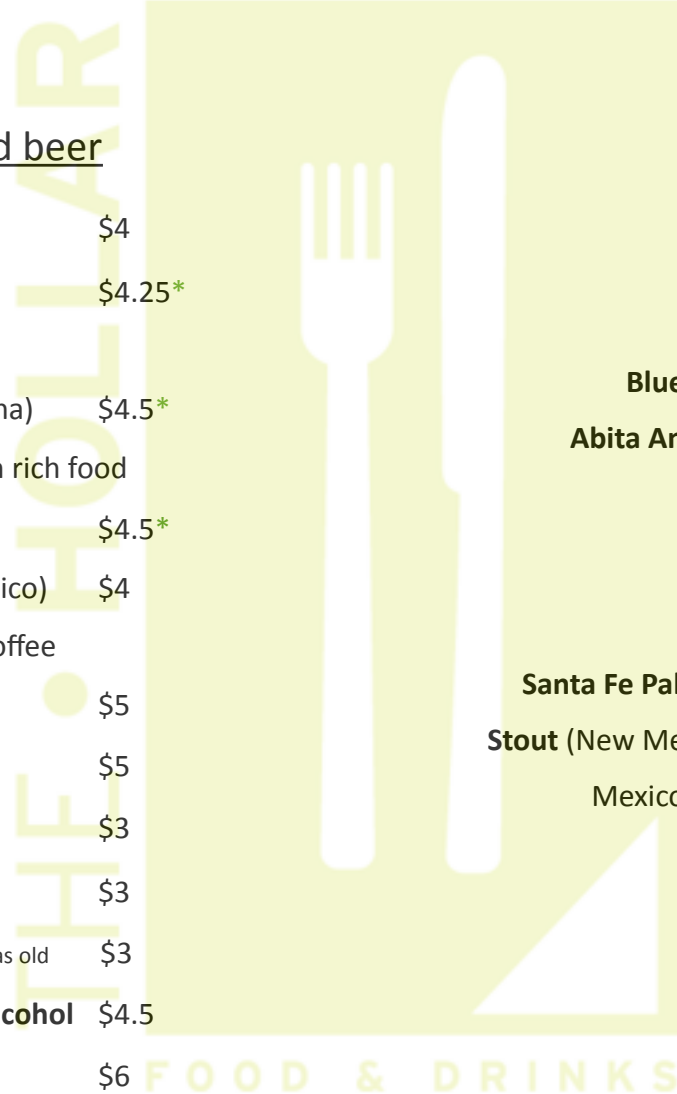 THE • HOLLAR
d beer
$4
$4.25*
na) $4.5*
rich food
$4.5*
ico) $4
offee
$5
$5
$3
$3
as old $3
cohol $4.5
$6
Blue
Abita Ar
Santa Fe Pal
Stout (New Me
Mexico
FOOD & DRINKS